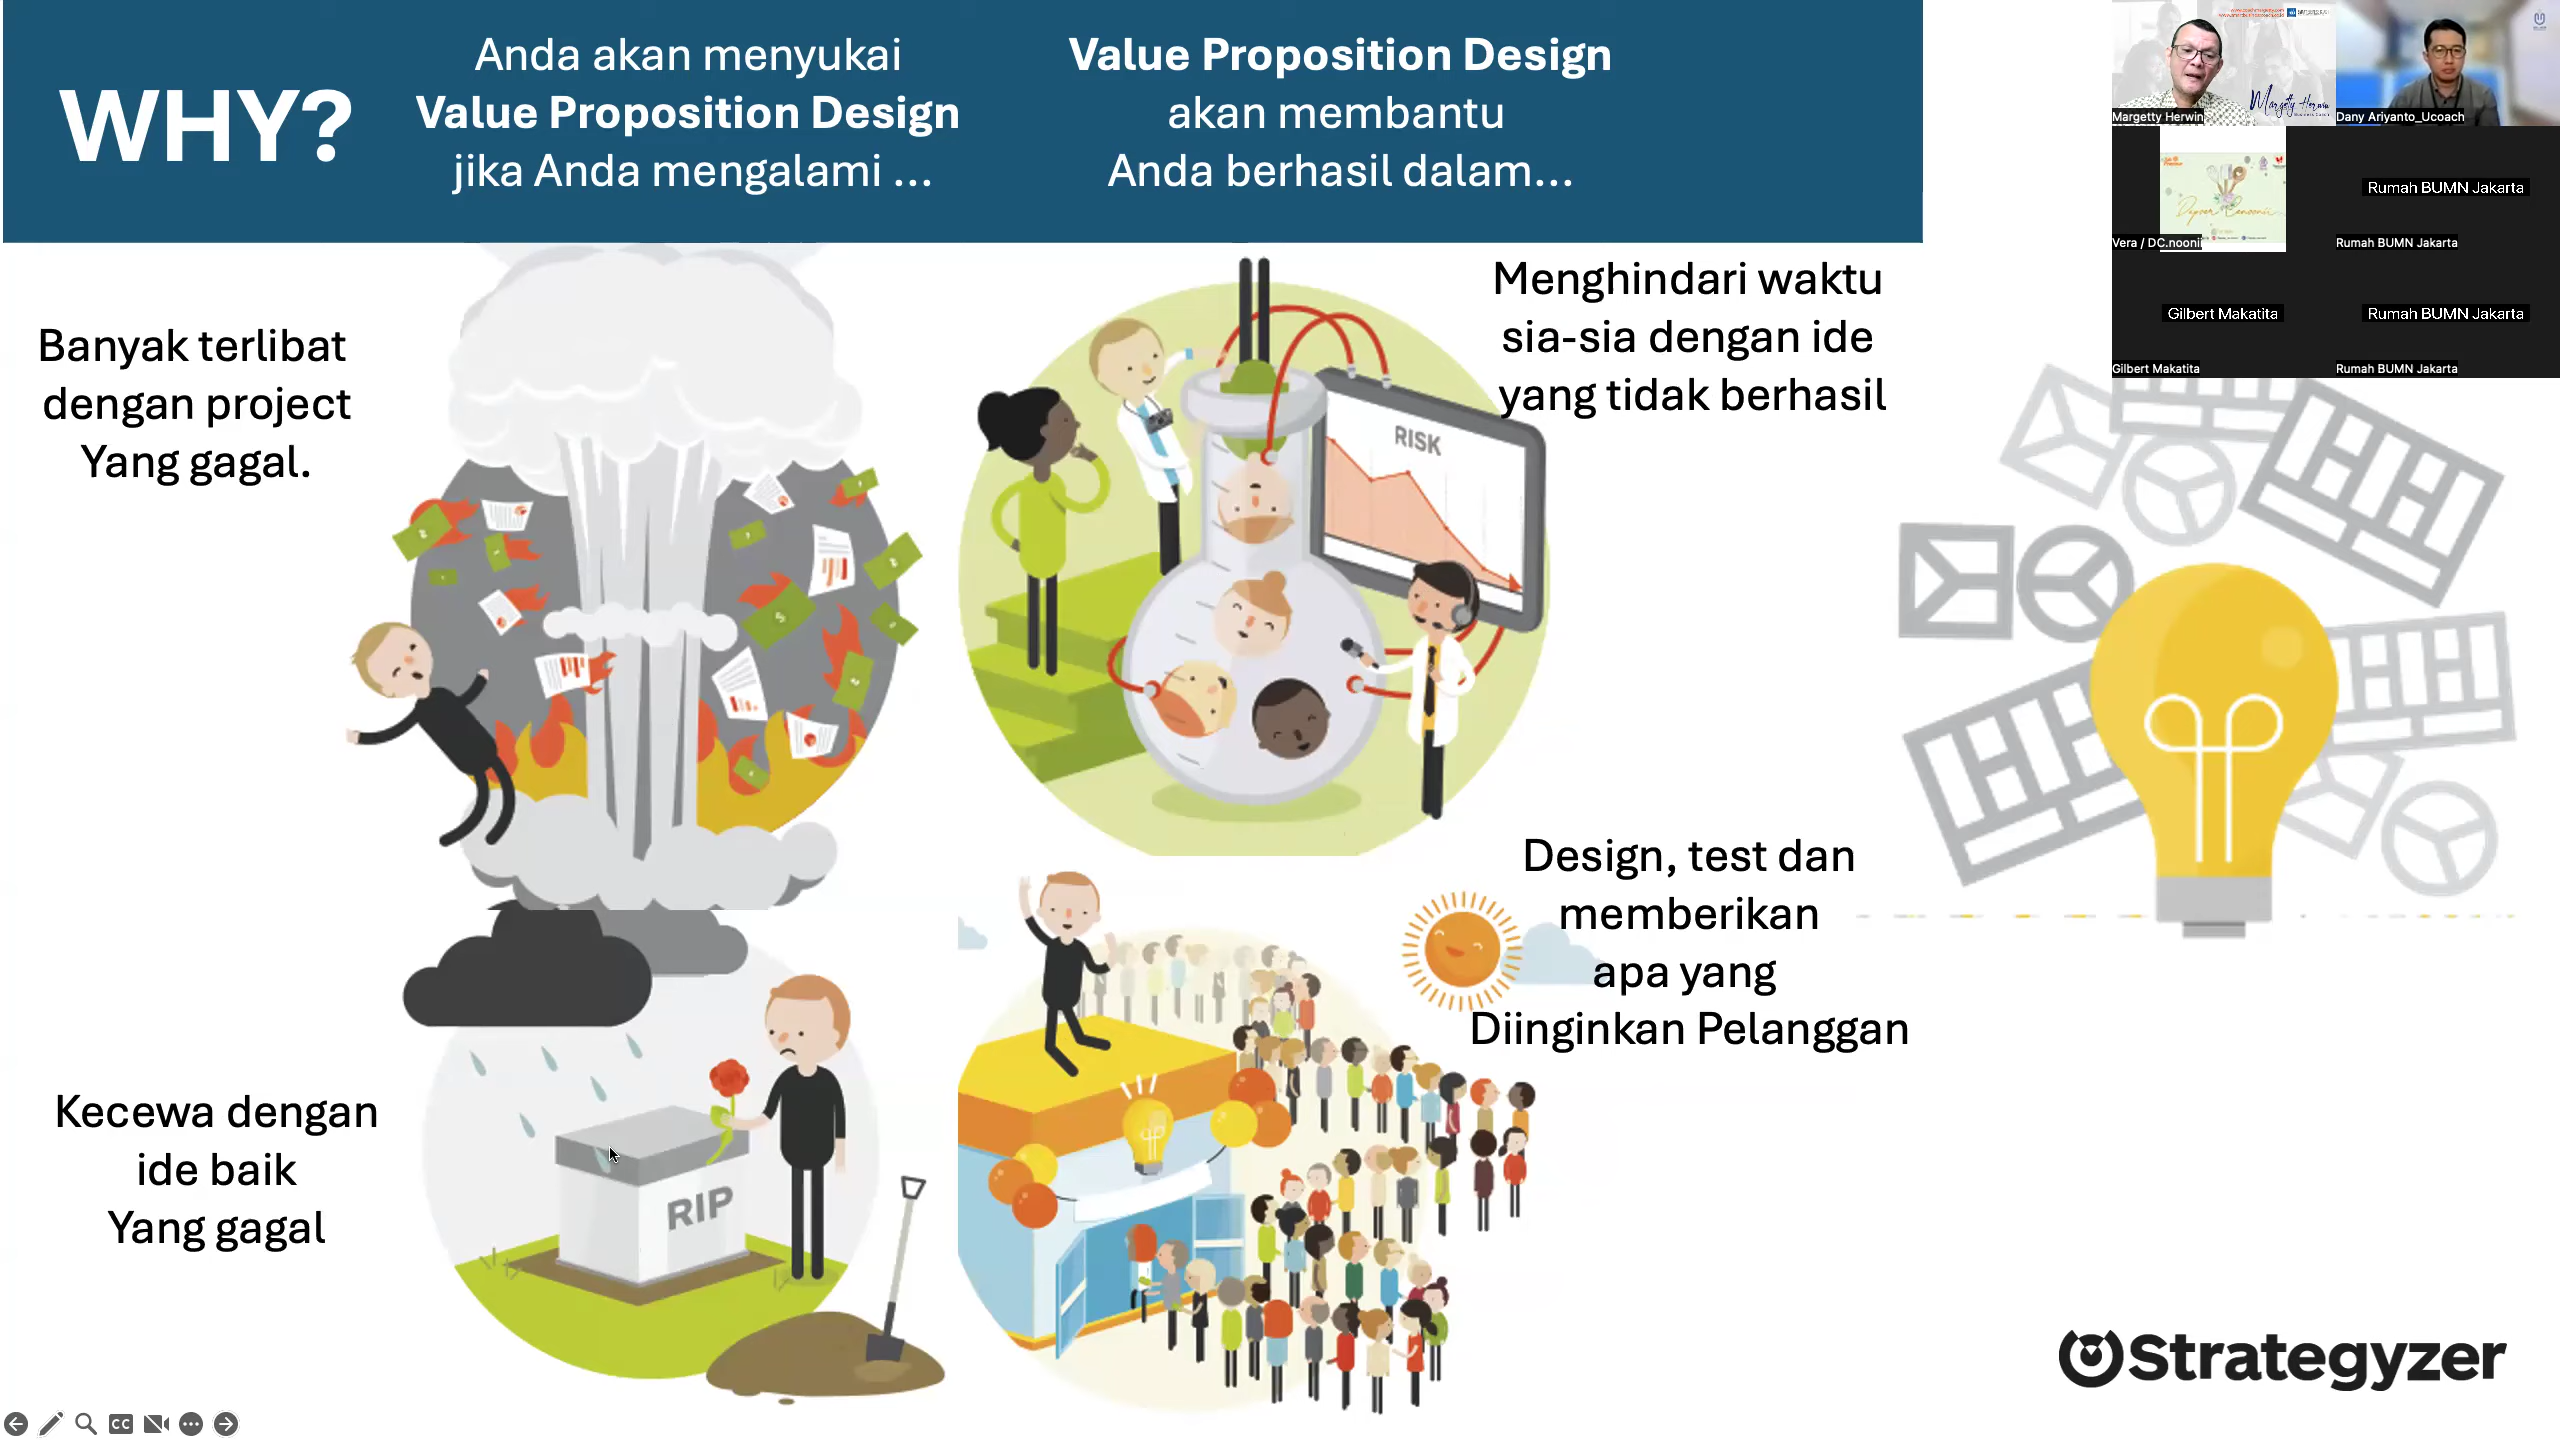 WHY?
Anda akan menyukai
Value Proposition Design
jika Anda mengalami ...
Value Proposition Design
akan membantu
Anda berhasil dalam...
Banyak terlibat
dengan project
Yang gagal.
Menghindari waktu
sia-sia dengan ide
yang tidak berhasil
RISK
Kecewa dengan
ide baik
Yang gagal
RIP
Design, test dan
memberikan
apa yang
Diinginkan Pelanggan
Strategyzer
Margetty Herwin
Margetty Herwin
Dany Ariyanto_Ucoach
Vera / DC.nooni
Rumah BUMN Jakarta
Rumah BUMN Jakarta
Gilbert Makatita
Gilbert Makatita
Rumah BUMN Jakarta
Rumah BUMN Jakarta
CC